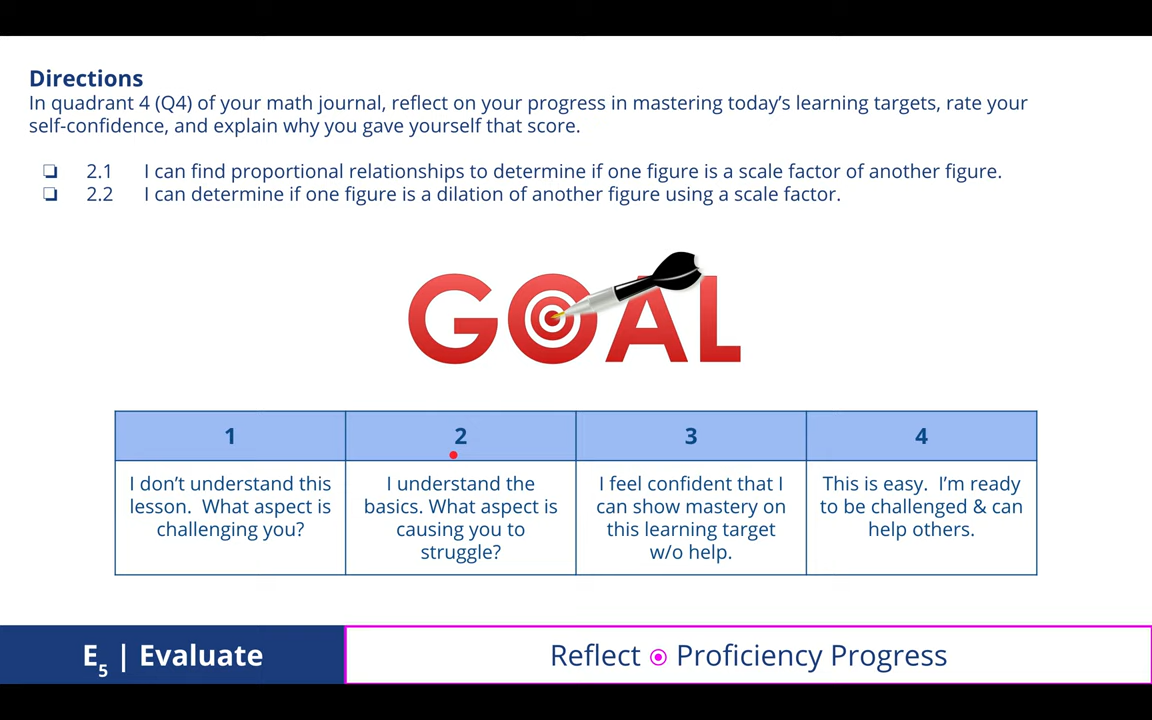 Directions
In quadrant 4 (Q4) of your math journal, reflect on your progress in mastering today's learning targets, rate your
self-confidence, and explain why you gave yourself that score.
❏ 2.1 I can find proportional relationships to determine if one figure is a scale factor of another figure.
❏ 2.2 I can determine if one figure is a dilation of another figure using a scale factor.
GOAL
1
I don't understand this
lesson. What aspect is
challenging you?
2
I understand the
basics. What aspect is
causing you to
struggle?
3
I feel confident that I
can show mastery on
this learning target
w/o help.
4
This is easy. I'm ready
to be challenged & can
help others.
E5 | Evaluate
Reflect ⦿ Proficiency Progress